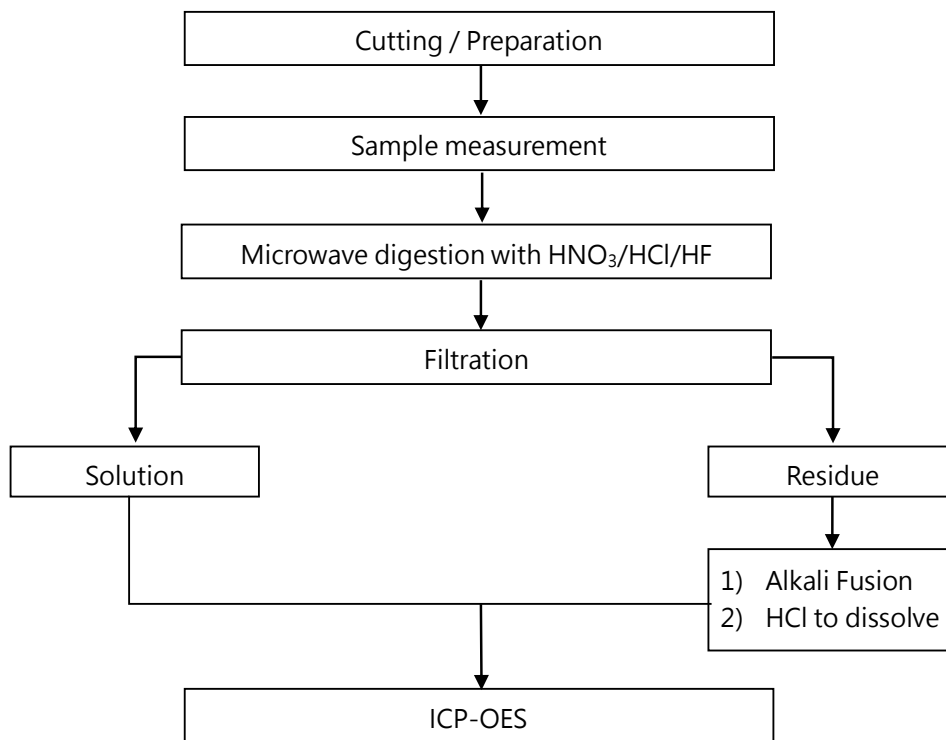 Cutting / Preparation
Sample measurement
Microwave digestion with HNO₃/HCl/HF
Filtration
Solution
Residue
1) Alkali Fusion
2) HCl to dissolve
ICP-OES